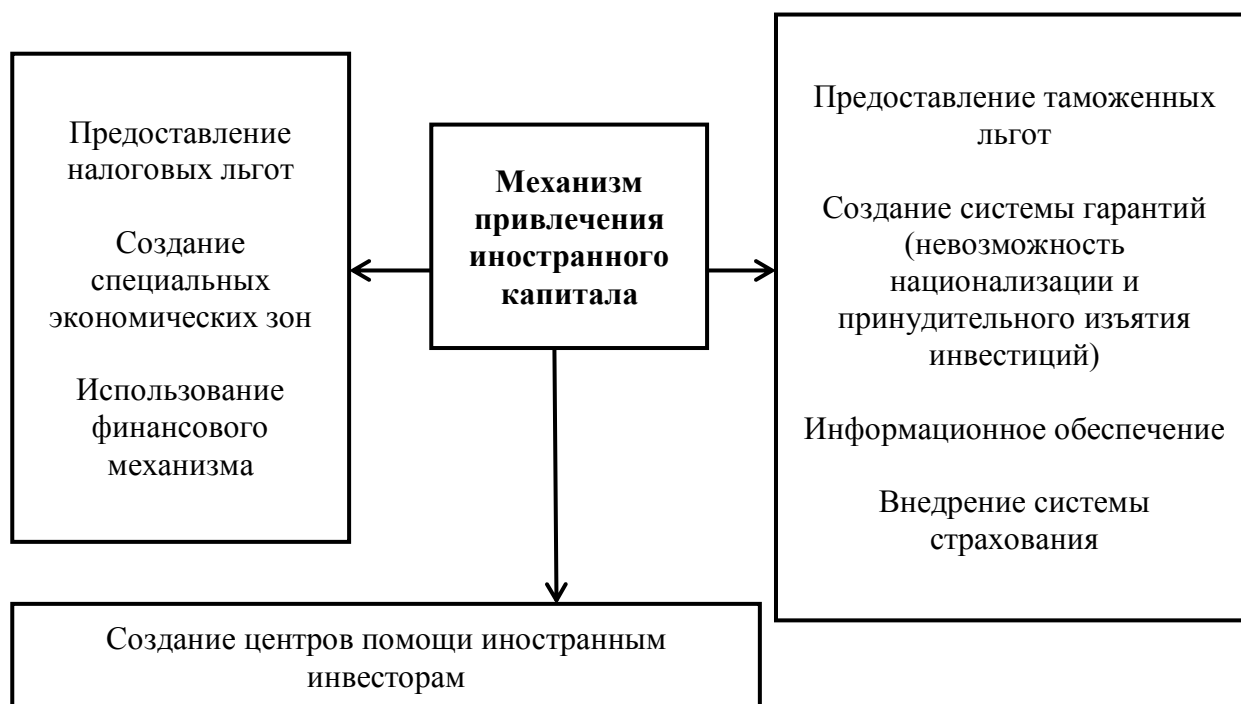 Предоставление
налоговых льгот
Создание
специальных
экономических зон
Использование
финансового
механизма
Механизм
привлечения
иностранного
капитала
Предоставление таможенных
льгот
Создание системы гарантий
(невозможность
национализации и
принудительного изъятия
инвестиций)
Информационное обеспечение
Внедрение системы
страхования
Создание центров помощи иностранным
инвесторам